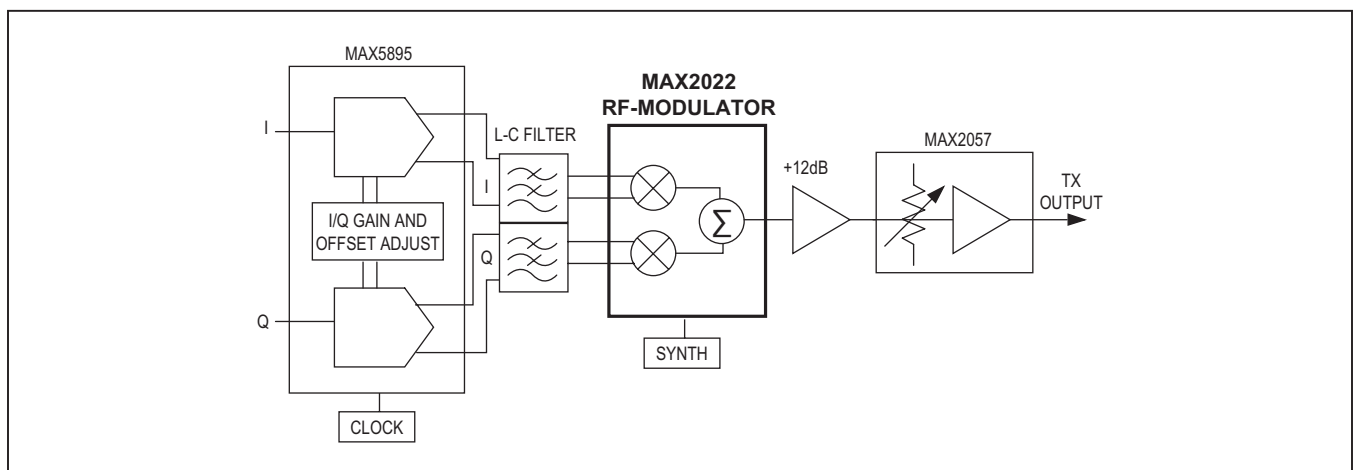 MAX5895
I
I/Q GAIN AND
OFFSET ADJUST
Q
CLOCK
L-C FILTER
I
Q
MAX2022
RF-MODULATOR
Σ
SYNTH
+12dB
MAX2057
TX
OUTPUT